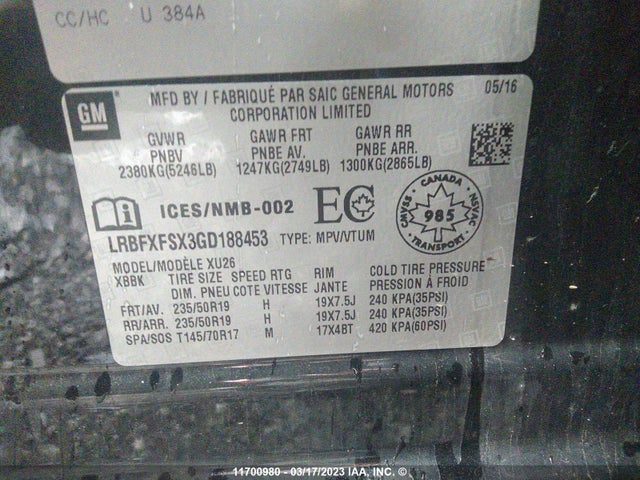 CC/HC U 384A
GM
MFD BY / FABRIQUÉ PAR SAIC GENERAL MOTORS 05/16
CORPORATION LIMITED
GVWR GAWR FRT GAWR RR
PNBV PNBE AV. PNBE ARR.
2380KG(5246LB) 1247KG(2749LB) 1300KG(2865LB)
ICES/NMB-002 EC
CANADA
CMVSS 985 NSVAC
TRANSPORT
LRBFXFSX3GD188453 TYPE: MPV/VTUM
MODEL/MODÈLE XU26
XBBK TIRE SIZE SPEED RTG RIM COLD TIRE PRESSURE
DIM. PNEU COTE VITESSE JANTE PRESSION À FROID
FRT/AV. 235/50R19 H 19X7.5J 240 KPA(35PSI)
RR/ARR. 235/50R19 H 19X7.5J 240 KPA(35PSI)
SPA/SOS T145/70R17 M 17X4BT 420 KPA(60PSI)
11700980 - 03/17/2023 IAA, INC. ©